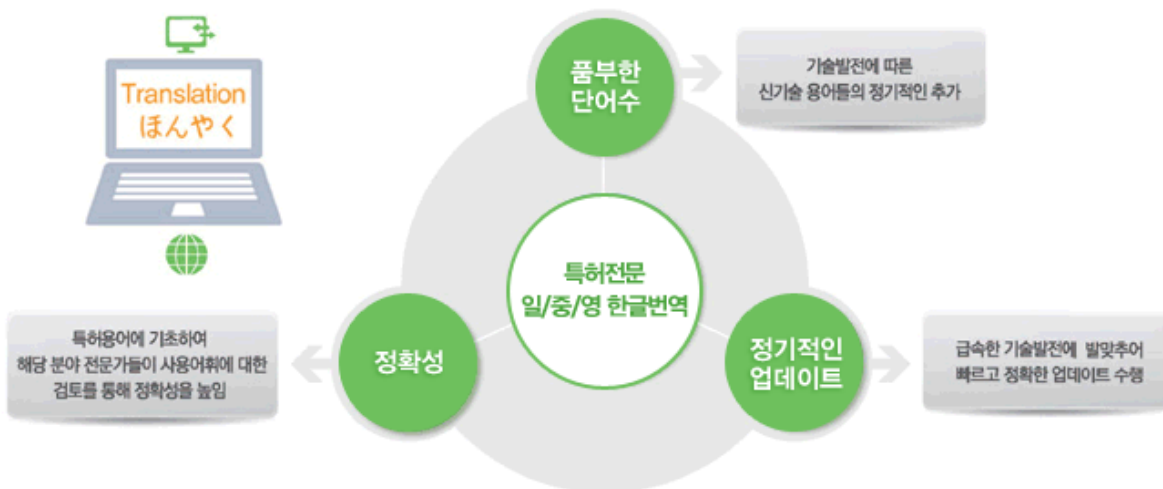 Translation
ほんやく
품부한
단어수
기술발전에 따른
신기술 용어들의 정기적인 추가
특허전문
일/중/영 한글번역
정확성
특허용어에 기초하여
해당 분야 전문가들이 사용어휘에 대한
검토를 통해 정확성을 높임
정기적인
업데이트
급속한 기술발전에 발맞추어
빠르고 정확한 업데이트 수행